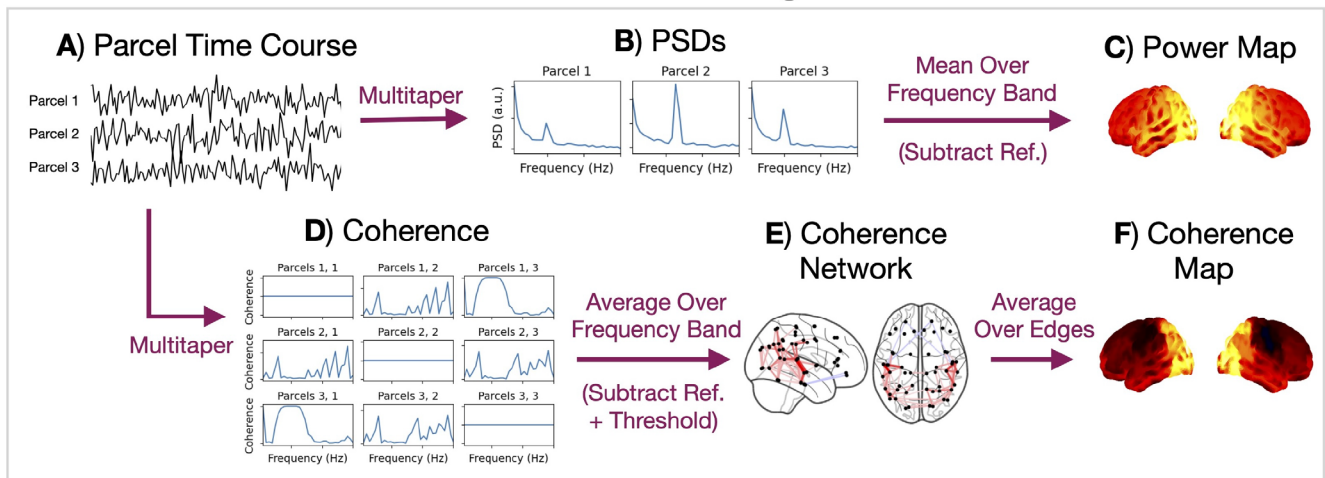 A) Parcel Time Course
Parcel 1
Parcel 2
Parcel 3
Multitaper
B) PSDs
Parcel 1
Parcel 2
Parcel 3
PSD (a.u.)
Frequency (Hz)
Frequency (Hz)
Frequency (Hz)
Mean Over
Frequency Band
(Subtract Ref.)
C) Power Map
Multitaper
D) Coherence
Parcels 1, 1
Parcels 1, 2
Parcels 1, 3
Coherence
Parcels 2, 1
Parcels 2, 2
Parcels 2, 3
Coherence
Parcels 3, 1
Parcels 3, 2
Parcels 3, 3
Coherence
Frequency (Hz)
Frequency (Hz)
Frequency (Hz)
Average Over
Frequency Band
(Subtract Ref.
+ Threshold)
E) Coherence
Network
Average
Over Edges
F) Coherence
Map